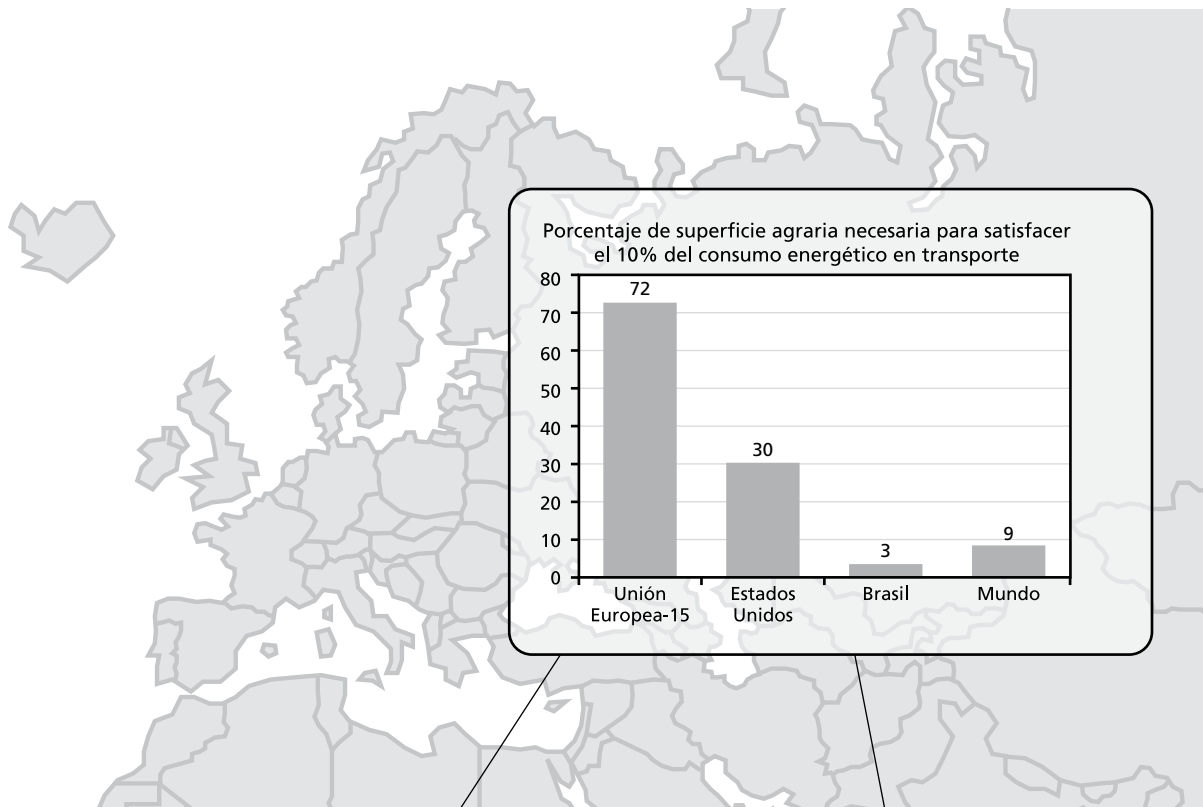 Porcentaje de superficie agraria necesaria para satisfacer
el 10% del consumo energético en transporte
80
70
60
50
40
30
20
10
0
72
30
3
9
Unión
Europea-15
Estados
Unidos
Brasil
Mundo